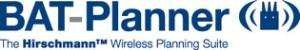 BAT-Planner
The Hirschmann™ Wireless Planning Suite